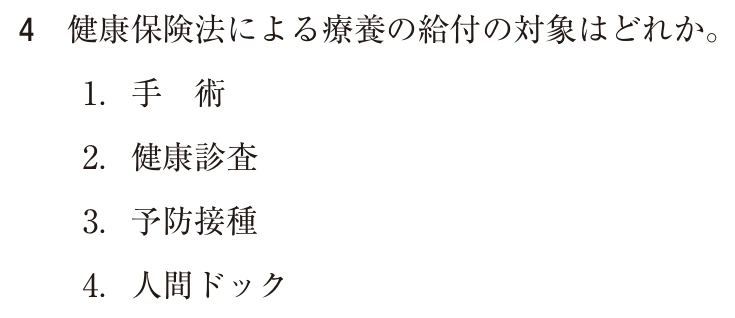 4 健康保険法による療養の給付の対象はどれか。
1. 手　術
2. 健康診査
3. 予防接種
4. 人間ドック